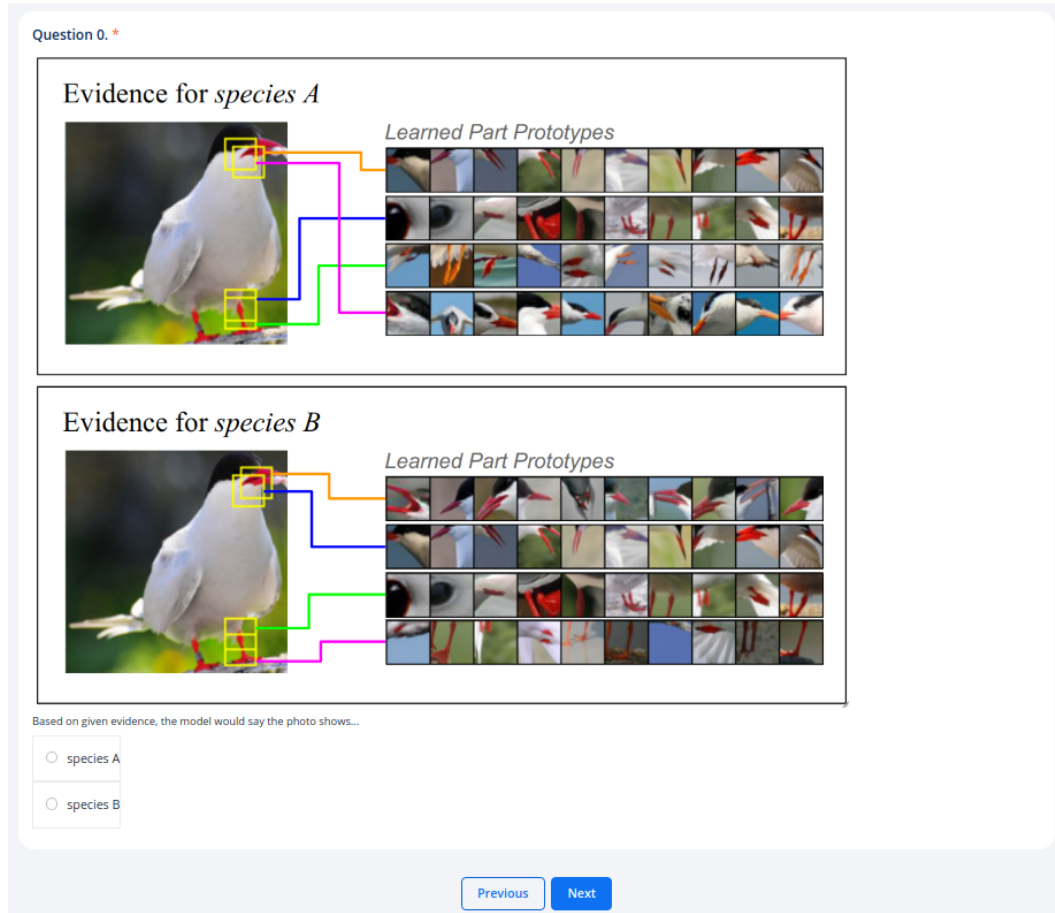 Question 0. *
Evidence for species A
Learned Part Prototypes
Evidence for species B
Learned Part Prototypes
Based on given evidence, the model would say the photo shows...
species A
species B
Previous
Next